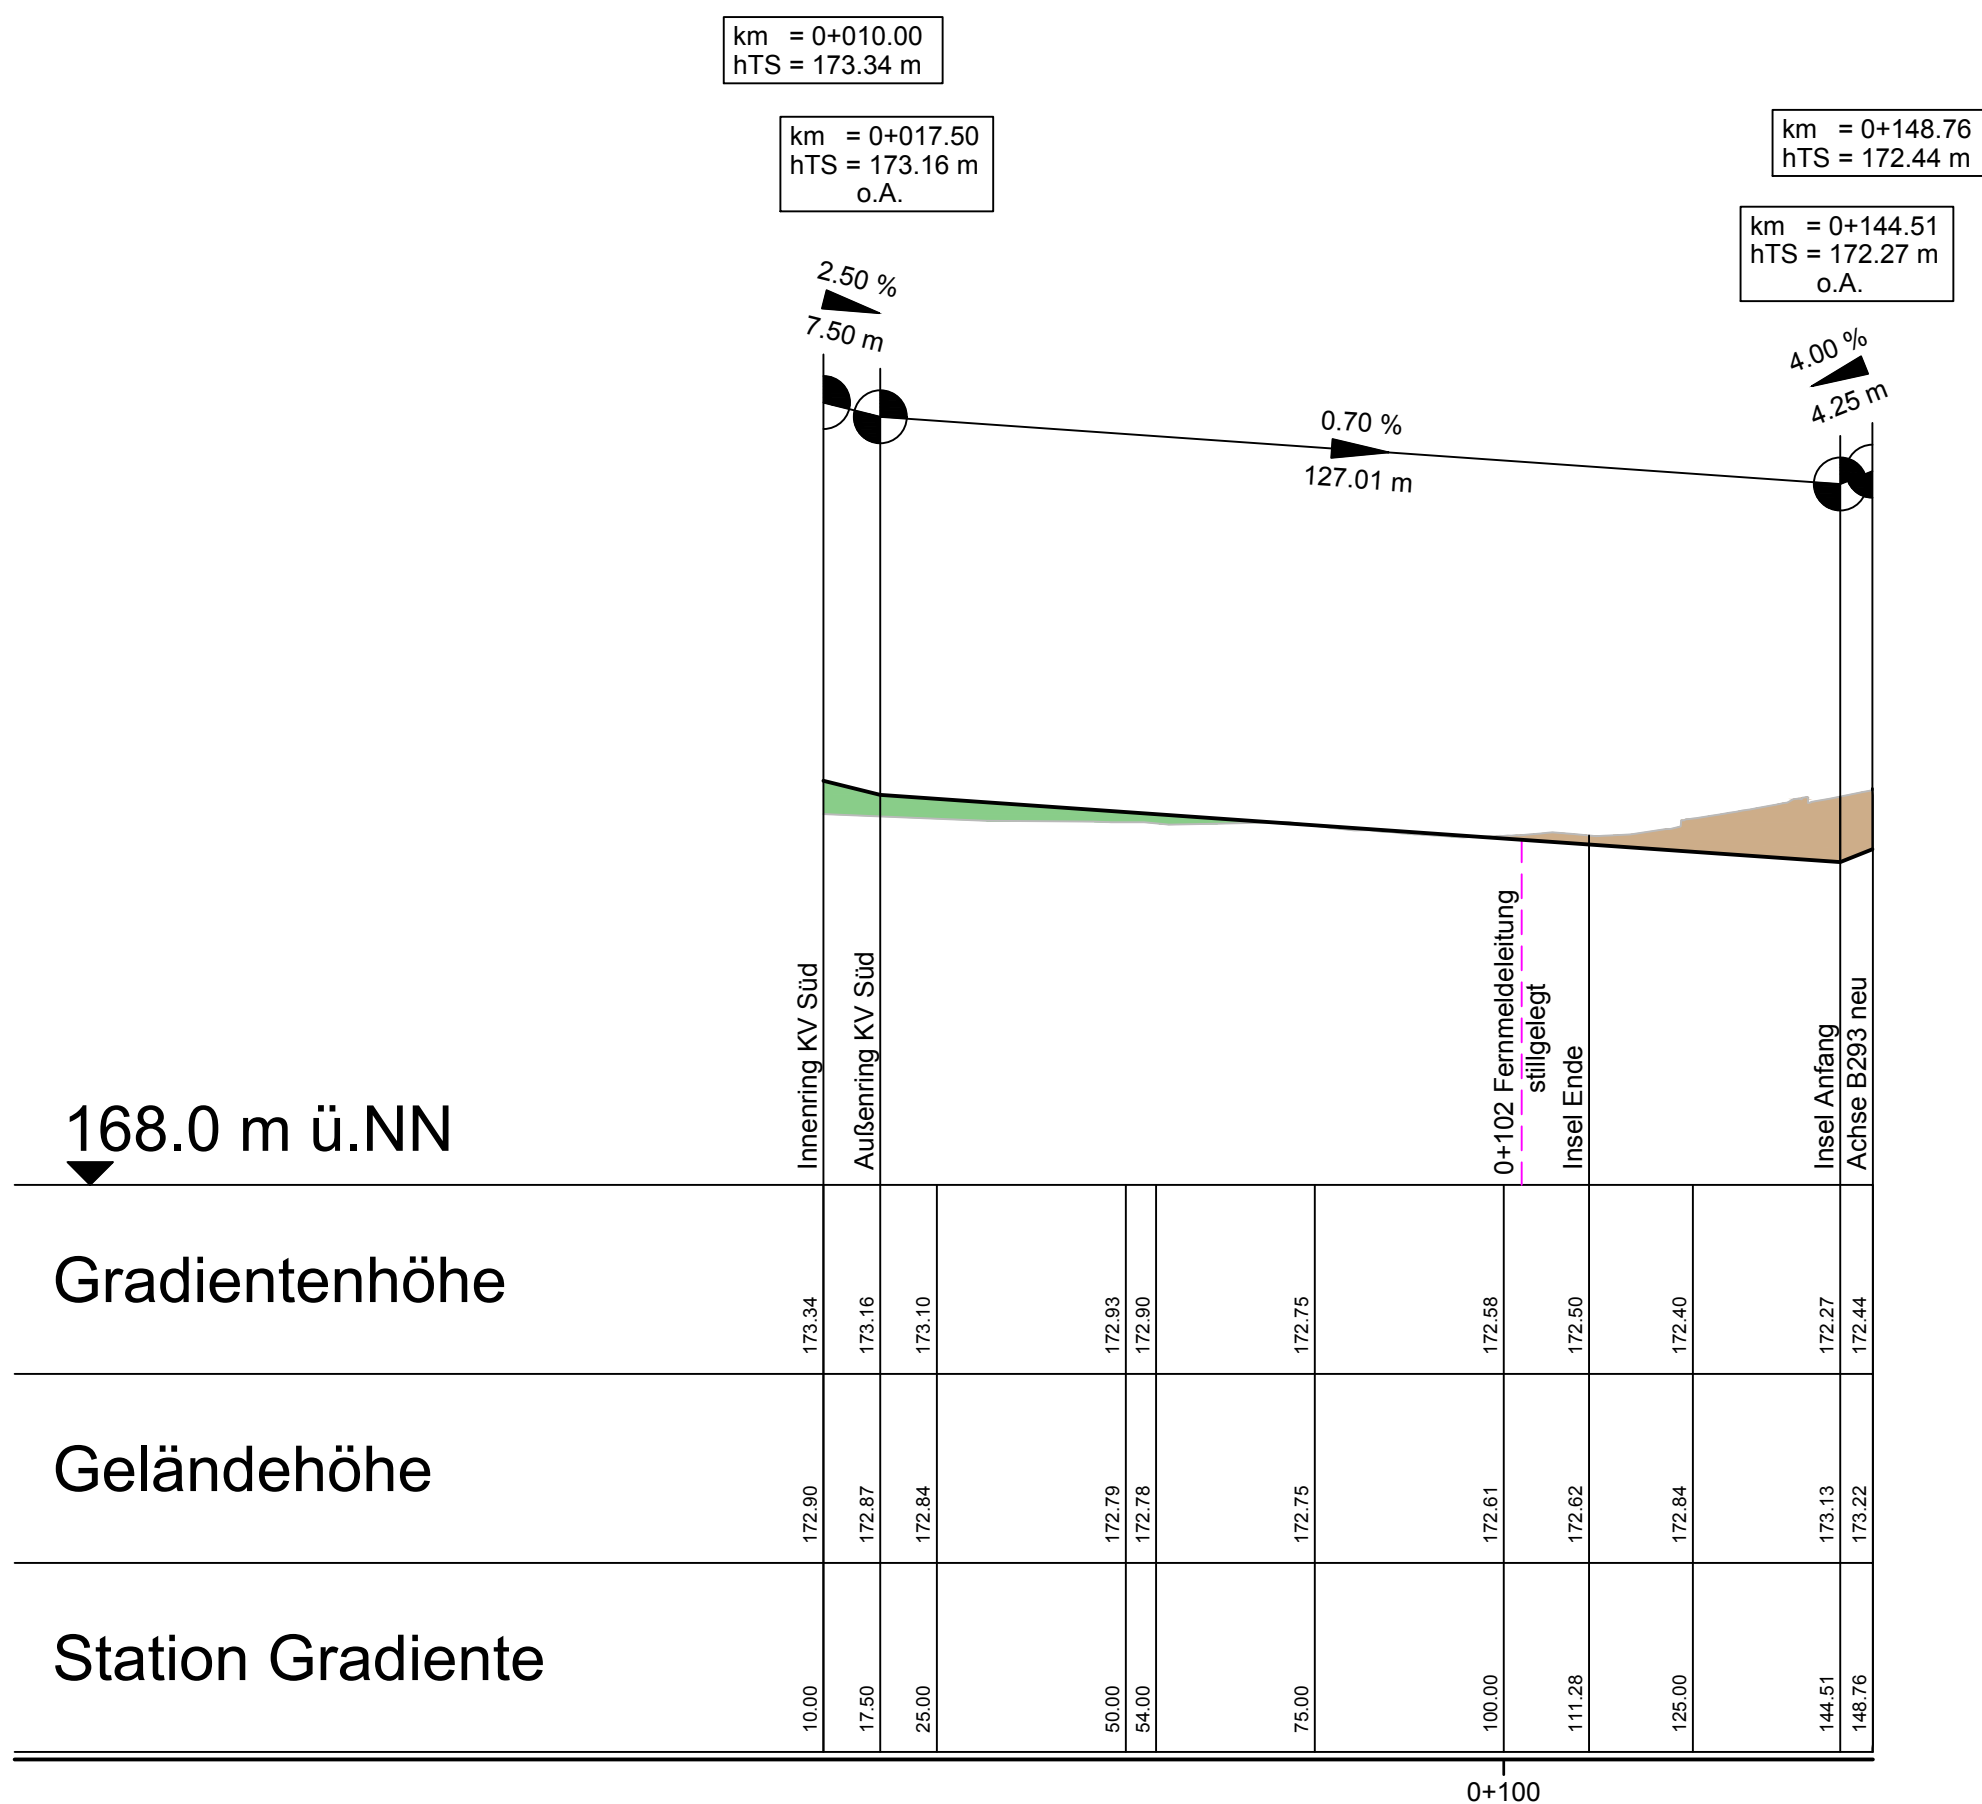 km = 0+010.00
hTS = 173.34 m
km = 0+017.50
hTS = 173.16 m
o.A.
km = 0+148.76
hTS = 172.44 m
km = 0+144.51
hTS = 172.27 m
o.A.
2.50 %
7.50 m
0.70 %
127.01 m
4.00 %
4.25 m
Innenring KV Süd
Außenring KV Süd
0+102 Fernmeldeleitung
stillgelegt
Insel Ende
Insel Anfang
Achse B293 neu
168.0 m ü.NN
Gradientenhöhe
173.34
173.16
173.10
172.93
172.90
172.75
172.58
172.50
172.40
172.27
172.44
Geländehöhe
172.90
172.87
172.84
172.79
172.78
172.75
172.61
172.62
172.84
173.13
173.22
Station Gradiente
10.00
17.50
25.00
50.00
54.00
75.00
100.00
111.28
125.00
144.51
148.76
0+100